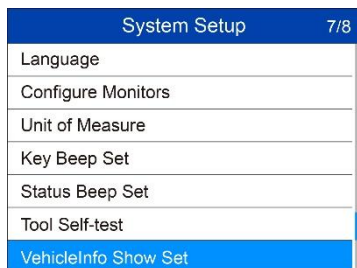 System Setup 7/8
Language
Configure Monitors
Unit of Measure
Key Beep Set
Status Beep Set
Tool Self-test
VehicleInfo Show Set